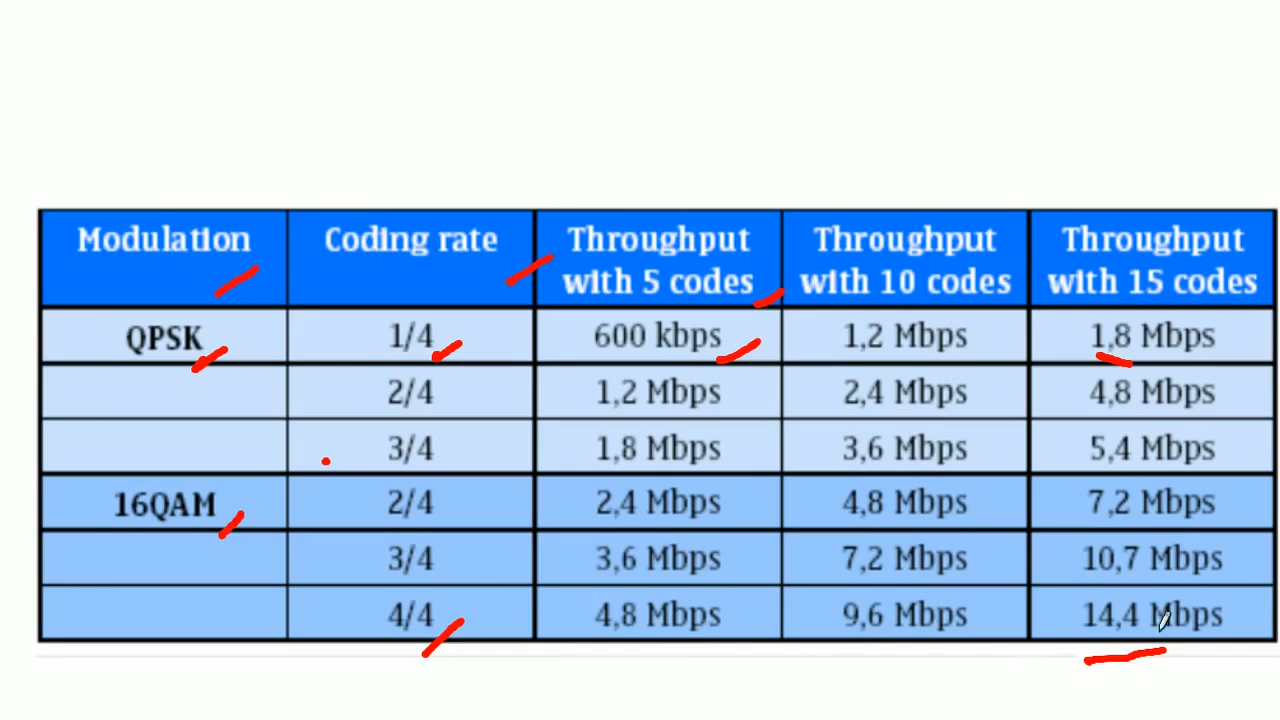 Modulation Coding rate Throughput with 5 codes Throughput with 10 codes Throughput with 15 codes
QPSK 1/4 600 kbps 1,2 Mbps 1,8 Mbps
2/4 1,2 Mbps 2,4 Mbps 4,8 Mbps
3/4 1,8 Mbps 3,6 Mbps 5,4 Mbps
16QAM 2/4 2,4 Mbps 4,8 Mbps 7,2 Mbps
3/4 3,6 Mbps 7,2 Mbps 10,7 Mbps
4/4 4,8 Mbps 9,6 Mbps 14,4 Mbps